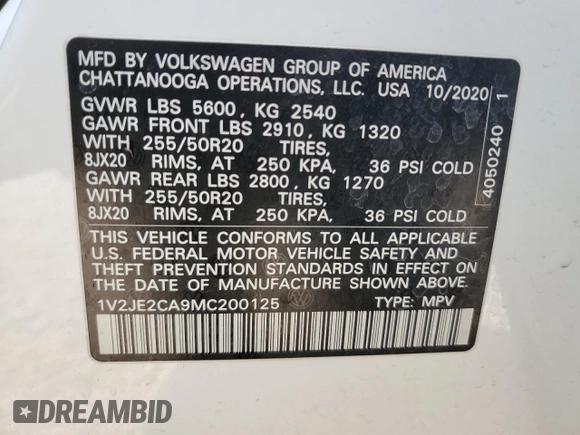 MFD BY VOLKSWAGEN GROUP OF AMERICA
CHATTANOOGA OPERATIONS, LLC. USA 10/2020
GVWR LBS 5600, KG 2540
GAWR FRONT LBS 2910, KG 1320
WITH 255/50R20 TIRES,
8JX20 RIMS, AT 250 KPA, 36 PSI COLD
GAWR REAR LBS 2800, KG 1270
WITH 255/50R20 TIRES,
8JX20 RIMS, AT 250 KPA, 36 PSI COLD
THIS VEHICLE CONFORMS TO ALL APPLICABLE
U.S. FEDERAL MOTOR VEHICLE SAFETY AND
THEFT PREVENTION STANDARDS IN EFFECT ON
THE DATE OF MANUFACTURE SHOWN ABOVE.
1V2JE2CA9MC200125 TYPE: MPV
4050240 1
DREAMBID